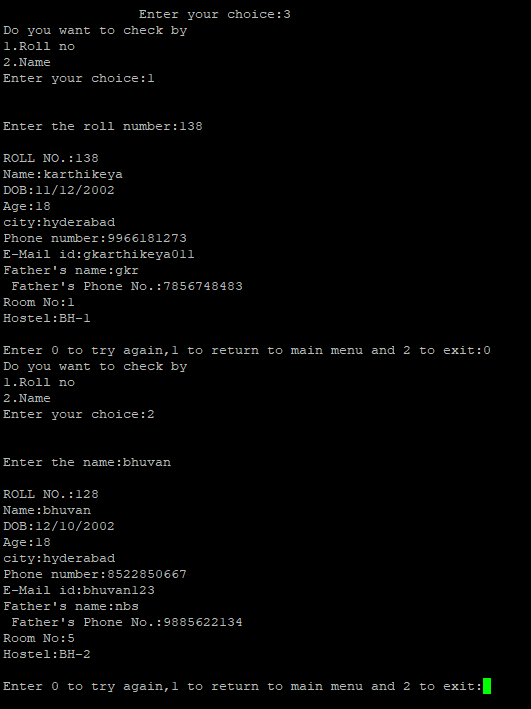 Enter your choice:3
Do you want to check by
1.Roll no
2.Name
Enter your choice:1
Enter the roll number:138
ROLL NO.:138
Name:karthikeya
DOB:11/12/2002
Age:18
city:hyderabad
Phone number:9966181273
E-Mail id:gkarthikeya011
Father's name:gkr
Father's Phone No.:7856748483
Room No:1
Hostel:BH-1
Enter 0 to try again,1 to return to main menu and 2 to exit:0
Do you want to check by
1.Roll no
2.Name
Enter your choice:2
Enter the name:bhuvan
ROLL NO.:128
Name:bhuvan
DOB:12/10/2002
Age:18
city:hyderabad
Phone number:8522850667
E-Mail id:bhuvan123
Father's name:nbs
Father's Phone No.:9885622134
Room No:5
Hostel:BH-2
Enter 0 to try again,1 to return to main menu and 2 to exit: